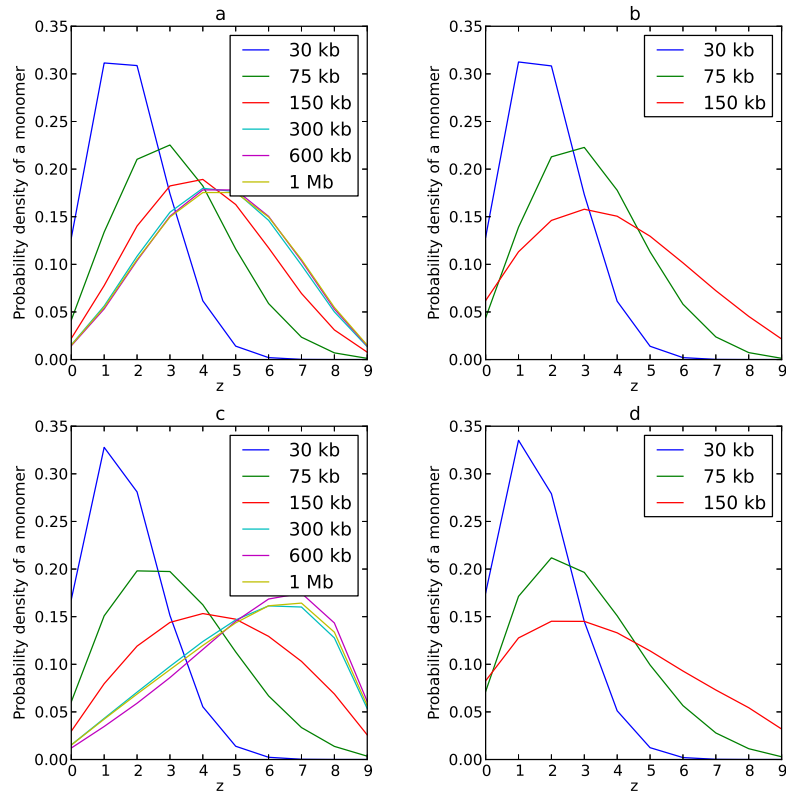 a
0.35
0.30
0.25
0.20
0.15
0.10
0.05
0.00
Probability density of a monomer
30 kb
75 kb
150 kb
300 kb
600 kb
1 Mb
0 1 2 3 4 5 6 7 8 9
z
b
0.35
0.30
0.25
0.20
0.15
0.10
0.05
0.00
Probability density of a monomer
30 kb
75 kb
150 kb
0 1 2 3 4 5 6 7 8 9
z
c
0.35
0.30
0.25
0.20
0.15
0.10
0.05
0.00
Probability density of a monomer
30 kb
75 kb
150 kb
300 kb
600 kb
1 Mb
0 1 2 3 4 5 6 7 8 9
z
d
0.35
0.30
0.25
0.20
0.15
0.10
0.05
0.00
Probability density of a monomer
30 kb
75 kb
150 kb
0 1 2 3 4 5 6 7 8 9
z